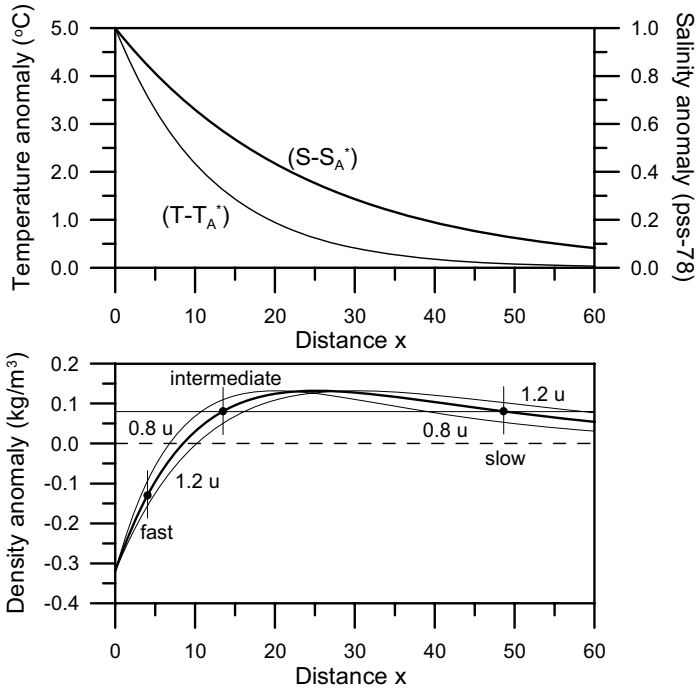 5.0
4.0
3.0
2.0
1.0
0.0
Temperature anomaly (°C)
1.0
0.8
0.6
0.4
0.2
0.0
Salinity anomaly (pss-78)
(S-S_A^*)
(T-T_A^*)
0 10 20 30 40 50 60
Distance x
0.2
0.1
0.0
-0.1
-0.2
-0.3
-0.4
Density anomaly (kg/m³)
intermediate
1.2 u
0.8 u
0.8 u
slow
1.2 u
fast
0 10 20 30 40 50 60
Distance x